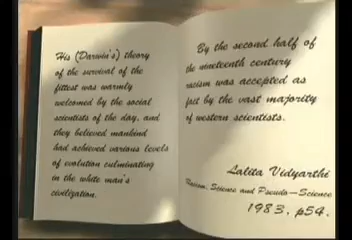 His (Darwin's) theory
of the survival of the
fittest was warmly
welcomed by the social
scientists of the day, and
they believed mankind
had achieved various levels
of evolution culminating
in the white man's
civilization.
By the second half of
the nineteenth century
racism was accepted as
fact by the vast majority
of western scientists.
Lalita Vidyarthi
Racism, Science and Pseudo-Science
1983. p54.